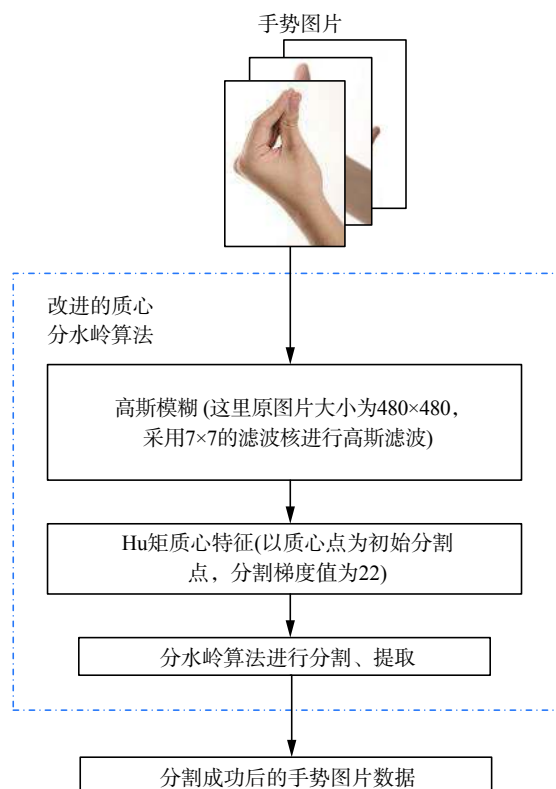 手势图片
改进的质心
分水岭算法
高斯模糊 (这里原图片大小为480×480，
采用7×7的滤波核进行高斯滤波)
Hu矩质心特征(以质心点为初始分割
点，分割梯度值为22)
分水岭算法进行分割、提取
分割成功后的手势图片数据